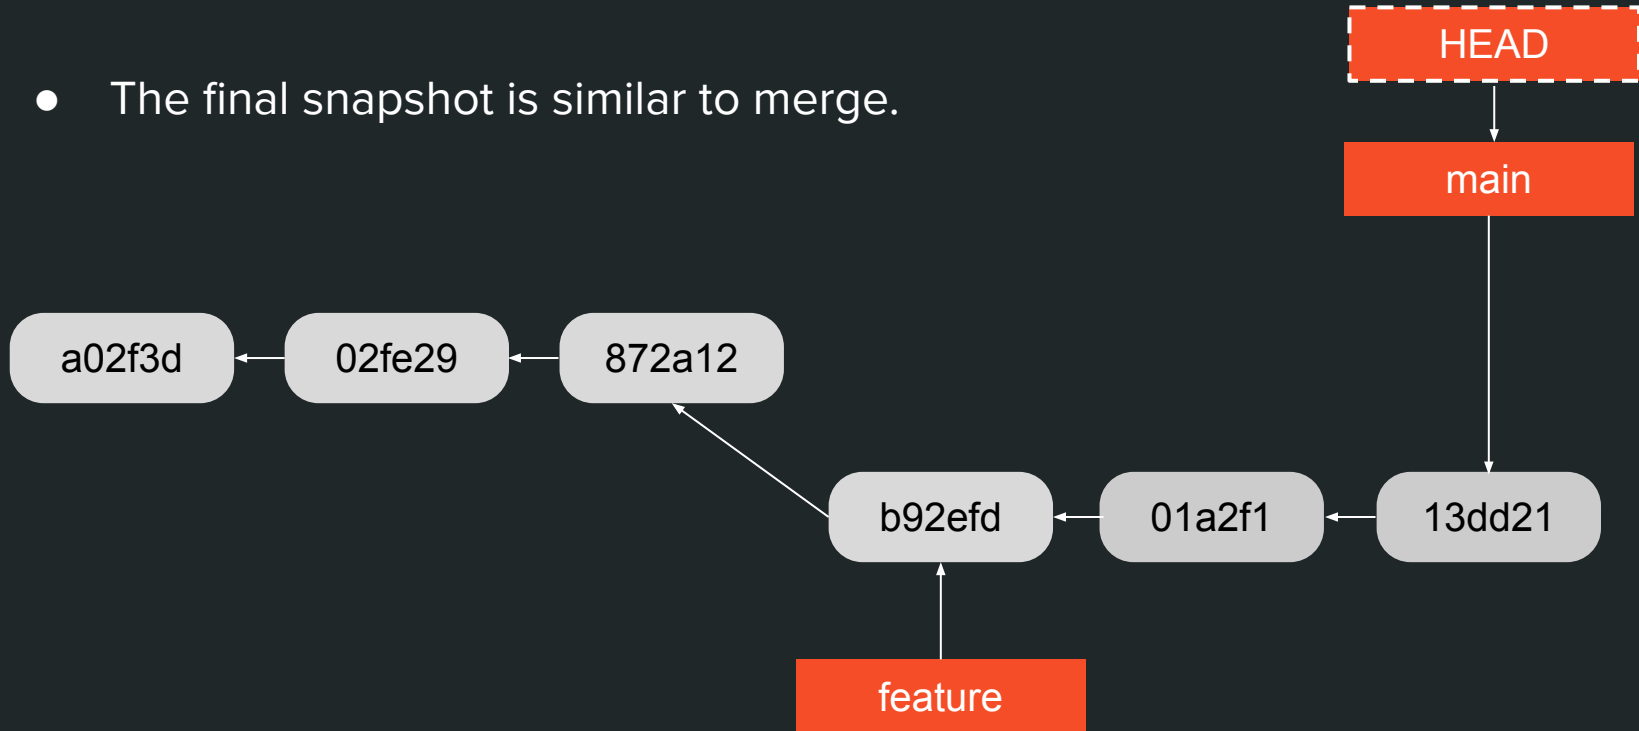 HEAD
● The final snapshot is similar to merge.
main
a02f3d
02fe29
872a12
b92efd
01a2f1
13dd21
feature